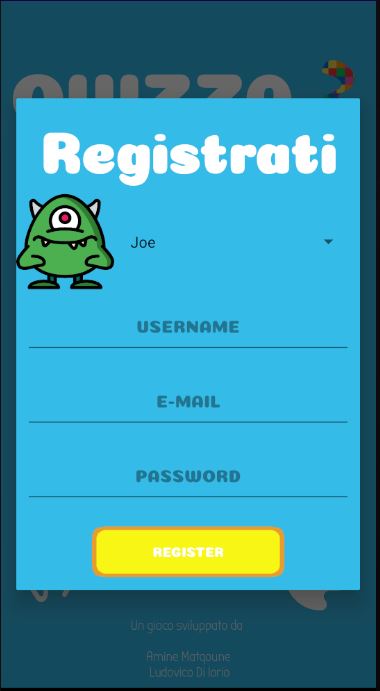 Registrati
Joe
USERNAME
E-MAIL
PASSWORD
REGISTER
Un gioco sviluppato da
Amine Matqoune
Ludovico Di Iorio